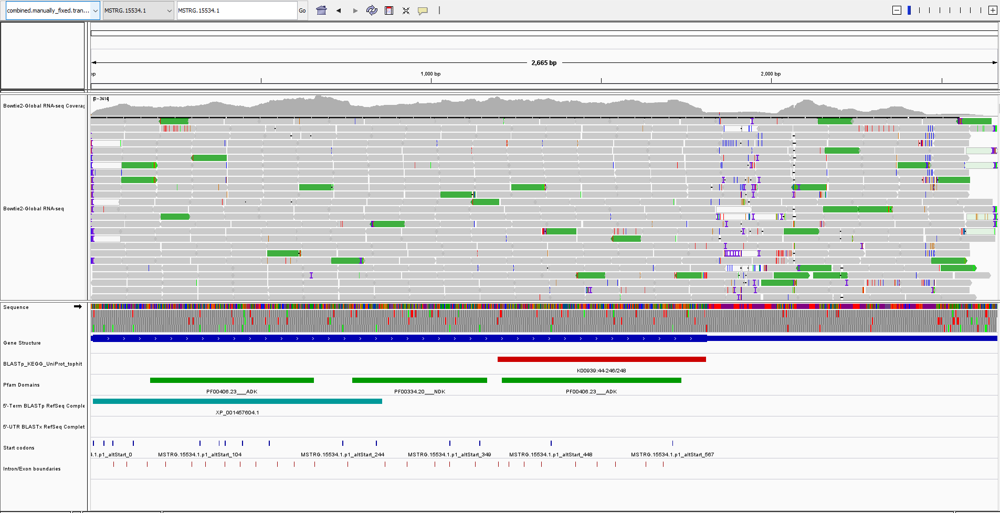 combined.manually_fixed.tran... MSTRG.15534.1 MSTRG.15534.1 Go
2,665 bp
bp 1,000 bp 2,000 bp
[0-3414]
Bowtie2-Global RNA-seq Coverag
Bowtie2-Global RNA-seq
Sequence
Gene Structure
BLASTp_KEGG_UniProt_tophit
K00939:44-246/248
Pfam Domains
PF00406.23___ADK PF00334.20___NDK PF00406.23___ADK
5'-Term BLASTp RefSeq Comple
XP_001457604.1
5'-UTR BLASTx RefSeq Complet
Start codons
4.1.p1_altStart_0 MSTRG.15534.1.p1_altStart_104 MSTRG.15534.1.p1_altStart_244 MSTRG.15534.1.p1_altStart_349 MSTRG.15534.1.p1_altStart_448 MSTRG.15534.1.p1_altStart_567
Intron/Exon boundaries